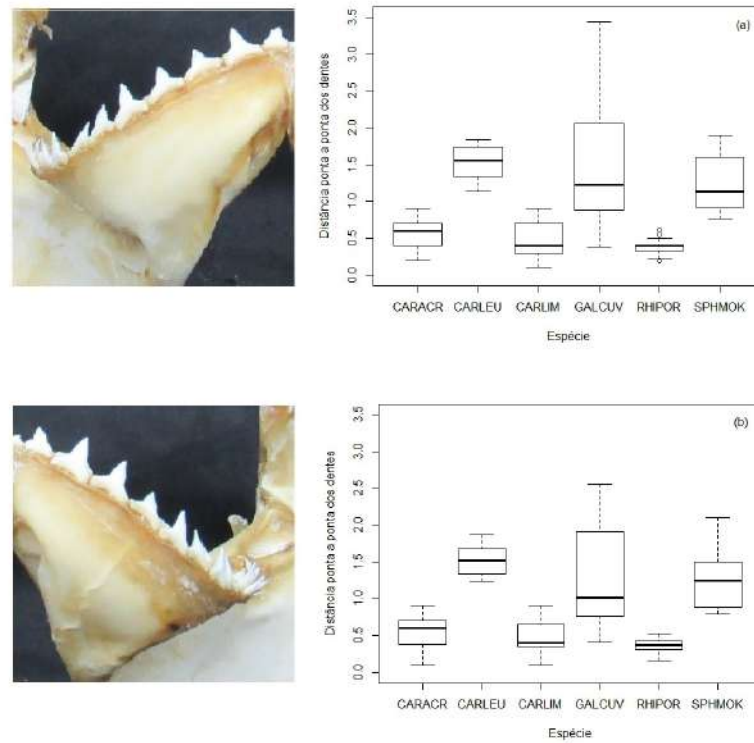 (a)
Distância ponta a ponta dos dentes
0.0 0.5 1.0 1.5 2.0 2.5 3.0 3.5
CARACR CARLEU CARLIM GALCUV RHIPOR SPHMOK
Espécie
(b)
Distância ponta a ponta dos dentes
0.0 0.5 1.0 1.5 2.0 2.5 3.0 3.5
CARACR CARLEU CARLIM GALCUV RHIPOR SPHMOK
Espécie